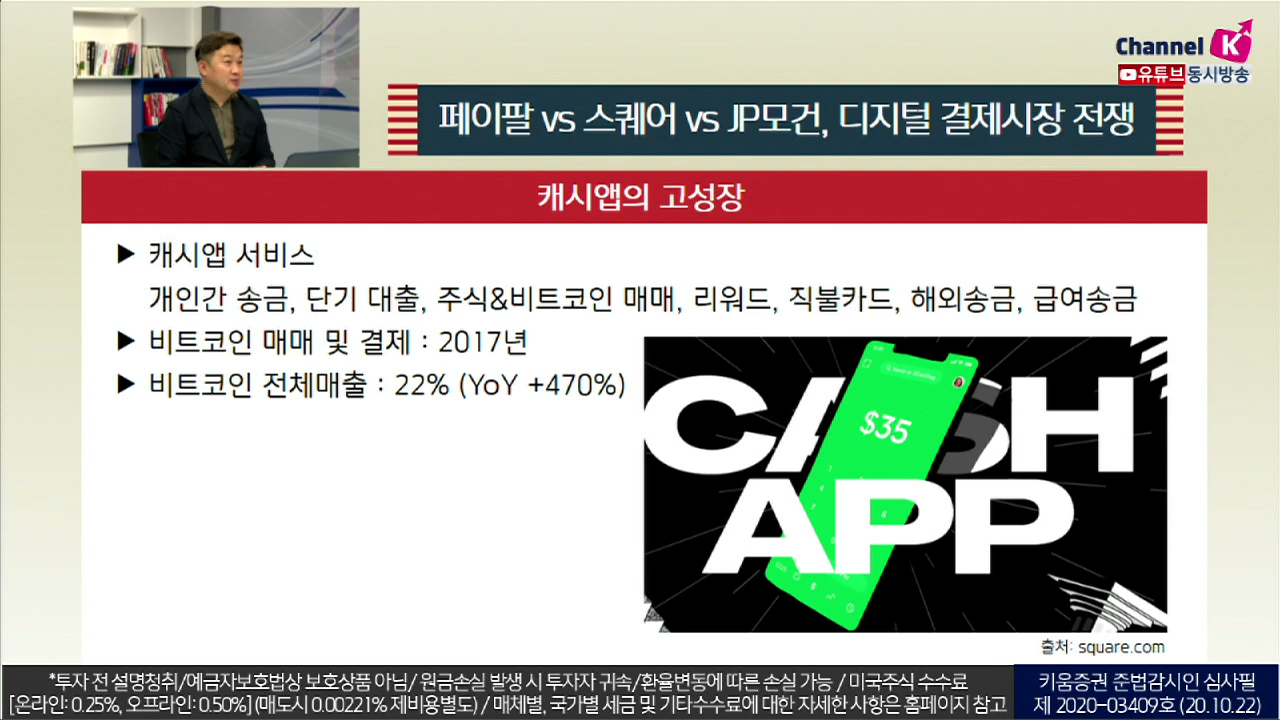 Channel K
유튜브 동시방송
페이팔 vs 스퀘어 vs JP모건, 디지털 결제시장 전쟁
캐시앱의 고성장
▶ 캐시앱 서비스
개인간 송금, 단기 대출, 주식&비트코인 매매, 리워드, 직불카드, 해외송금, 급여송금
▶ 비트코인 매매 및 결제 : 2017년
▶ 비트코인 전체매출 : 22% (YoY +470%)
$35
CASH
APP
출처: square.com
*투자 전 설명청취/예금자보호법상 보호상품 아님/ 원금손실 발생 시 투자자 귀속/환율변동에 따른 손실 가능 / 미국주식 수수료
[온라인: 0.25%, 오프라인: 0.50%] (매도시 0.00221% 제비용별도) / 매체별, 국가별 세금 및 기타수수료에 대한 자세한 사항은 홈페이지 참고
키움증권 준법감시인 심사필
제 2020-03409호 (20.10.22)